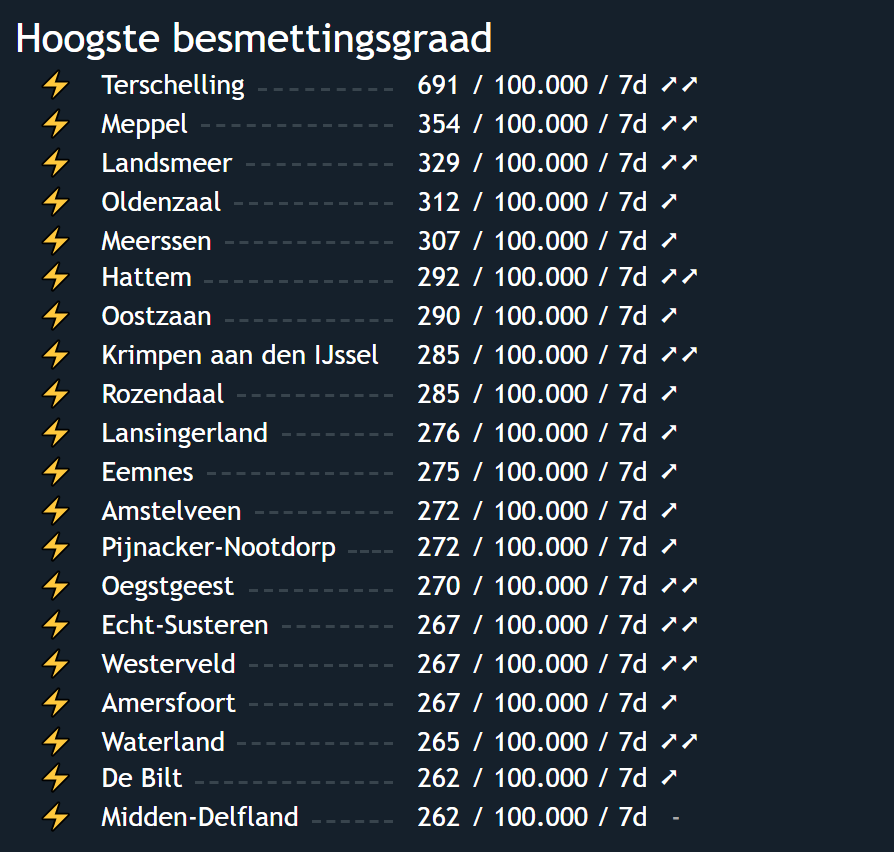 Hoogste besmettingsgraad
⚡ Terschelling ---------- 691 / 100.000 / 7d ➚➚
⚡ Meppel -------------- 354 / 100.000 / 7d ➚➚
⚡ Landsmeer ----------- 329 / 100.000 / 7d ➚➚
⚡ Oldenzaal ------------ 312 / 100.000 / 7d ➚
⚡ Meerssen ------------ 307 / 100.000 / 7d ➚
⚡ Hattem -------------- 292 / 100.000 / 7d ➚➚
⚡ Oostzaan ------------ 290 / 100.000 / 7d ➚
⚡ Krimpen aan den IJssel 285 / 100.000 / 7d ➚➚
⚡ Rozendaal ----------- 285 / 100.000 / 7d ➚
⚡ Lansingerland -------- 276 / 100.000 / 7d ➚
⚡ Eemnes -------------- 275 / 100.000 / 7d ➚
⚡ Amstelveen ---------- 272 / 100.000 / 7d ➚
⚡ Pijnacker-Nootdorp ---- 272 / 100.000 / 7d ➚
⚡ Oegstgeest ----------- 270 / 100.000 / 7d ➚➚
⚡ Echt-Susteren -------- 267 / 100.000 / 7d ➚➚
⚡ Westerveld ----------- 267 / 100.000 / 7d ➚➚
⚡ Amersfoort ----------- 267 / 100.000 / 7d ➚
⚡ Waterland ----------- 265 / 100.000 / 7d ➚➚
⚡ De Bilt -------------- 262 / 100.000 / 7d ➚
⚡ Midden-Delfland ------ 262 / 100.000 / 7d -